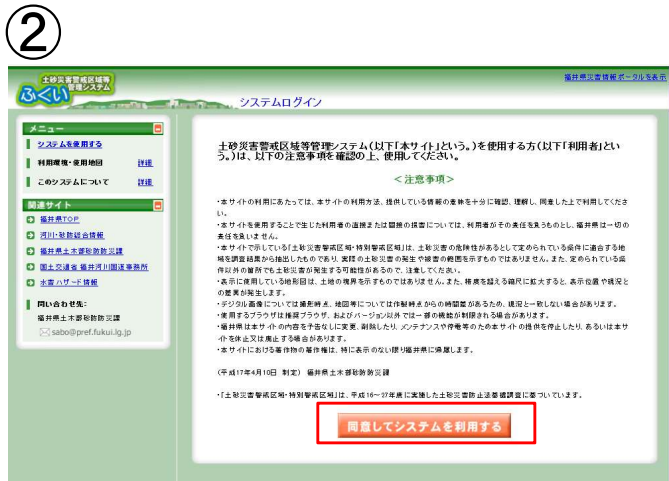 ②
土砂災害警戒区域等
管理システム
ふくい
福井県災害情報ポータルを表示
システムログイン
メニュー
システムを使用する
利用環境・使用地図 詳細
このシステムについて 詳細
関連サイト
福井県TOP
河川・砂防総合情報
福井県土木部砂防防災課
国土交通省 福井河川国道事務所
水害ハザード情報
問い合わせ先:
福井県土木部砂防防災課
sabo@pref.fukui.lg.jp
土砂災害警戒区域等管理システム(以下「本サイト」という。)を使用する方(以下「利用者」とい
う。)は、以下の注意事項を確認の上、使用してください。
<注意事項>
・本サイトの利用にあたっては、本サイトの利用方法、提供している情報の意味を十分に確認、理解し、同意した上で利用してくださ
い。
・本サイトを使用することで生じた利用者の直接または間接の損害については、利用者がその責任を負うものとし、福井県は一切の
責任を負いません。
・本サイトで示している「土砂災害警戒区域・特別警戒区域」は、土砂災害の危険性があるとして定められている条件に適合する地
域を調査結果から抽出したものであり、実際の土砂災害の発生や被害の範囲を示すものではありません。また、定められている条
件以外の箇所でも土砂災害が発生する可能性があるので、注意してください。
・表示に使用している地形図は、土地の境界を示すものではありません。また、精度を超える縮尺に拡大すると、表示位置や現況と
の差異が発生します。
・デジタル画像については撮影時点、地図等については作製時点からの時間差があるため、現況と一致しない場合があります。
・使用するブラウザは推奨ブラウザ、およびバージョン以外では一部の機能が制限される場合があります。
・福井県は本サイトの内容を予告なしに変更、削除したり、メンテナンスや停電等のため本サイトの提供を停止したり、あるいは本サ
イトを休止又は廃止する場合があります。
・本サイトにおける著作物の著作権は、特に表示のない限り福井県に帰属します。
(平成17年4月10日 制定) 福井県土木部砂防防災課
・「土砂災害警戒区域・特別警戒区域」は、平成16～27年度に実施した土砂災害防止法基礎調査に基づいています。
同意してシステムを利用する